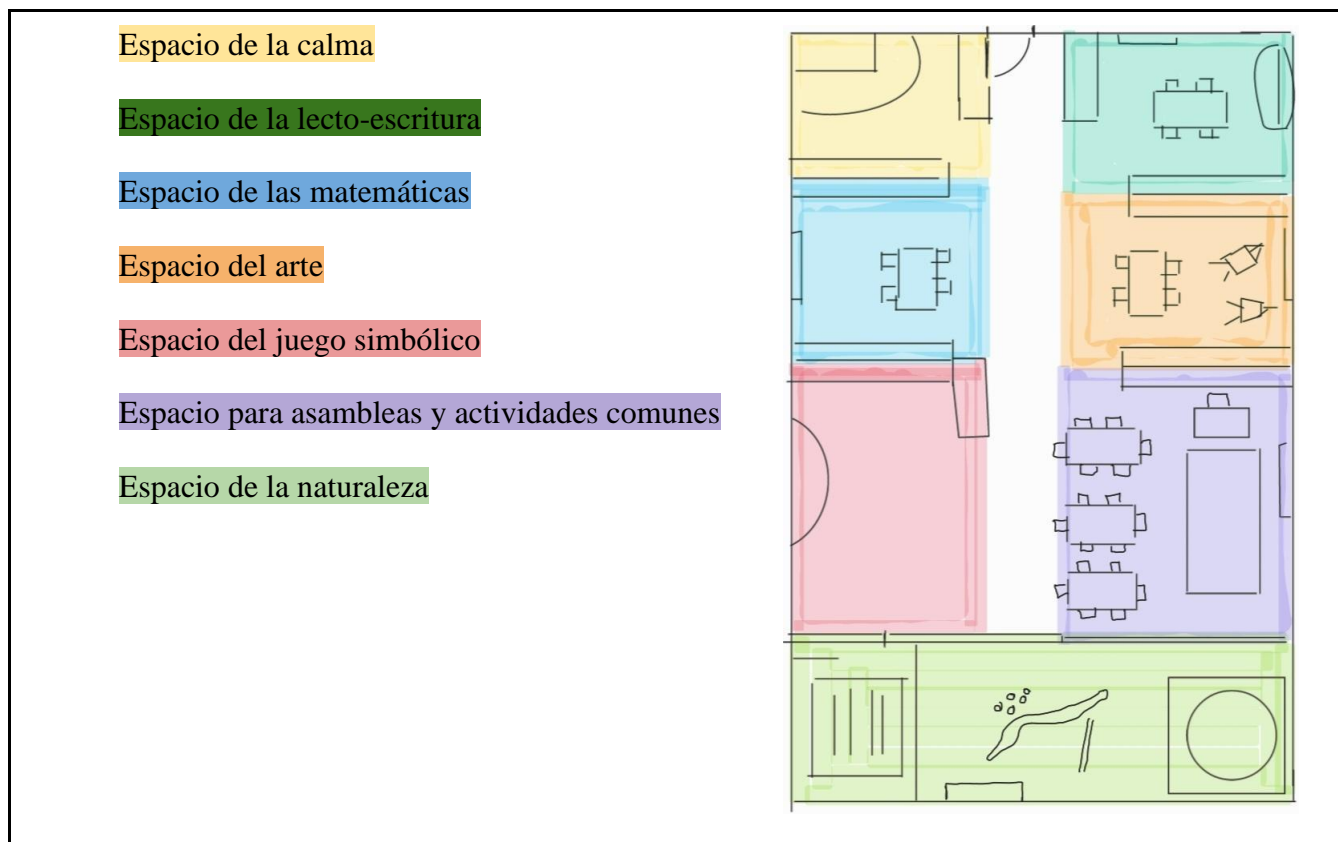 Espacio de la calma
Espacio de la lecto-escritura
Espacio de las matemáticas
Espacio del arte
Espacio del juego simbólico
Espacio para asambleas y actividades comunes
Espacio de la naturaleza